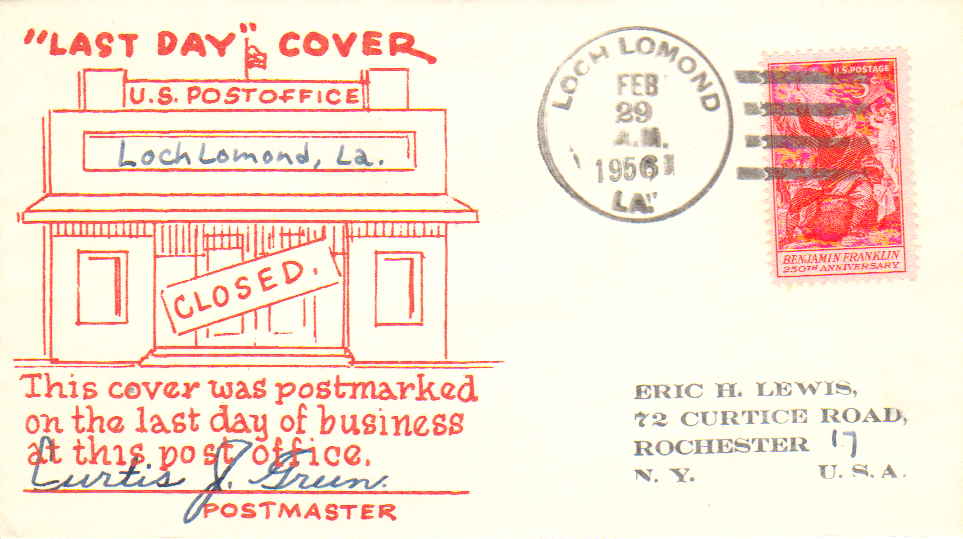 "LAST DAY" COVER
U.S. POSTOFFICE
Loch Lomond, La.
CLOSED.
This cover was postmarked
on the last day of business
at this post office.
Curtis J. Green.
POSTMASTER
LOCH LOMOND
FEB
29
A.M.
1956
LA.
U.S. POSTAGE
3¢
BENJAMIN FRANKLIN
250TH ANNIVERSARY
ERIC H. LEWIS,
72 CURTICE ROAD,
ROCHESTER 17
N. Y. U. S. A.